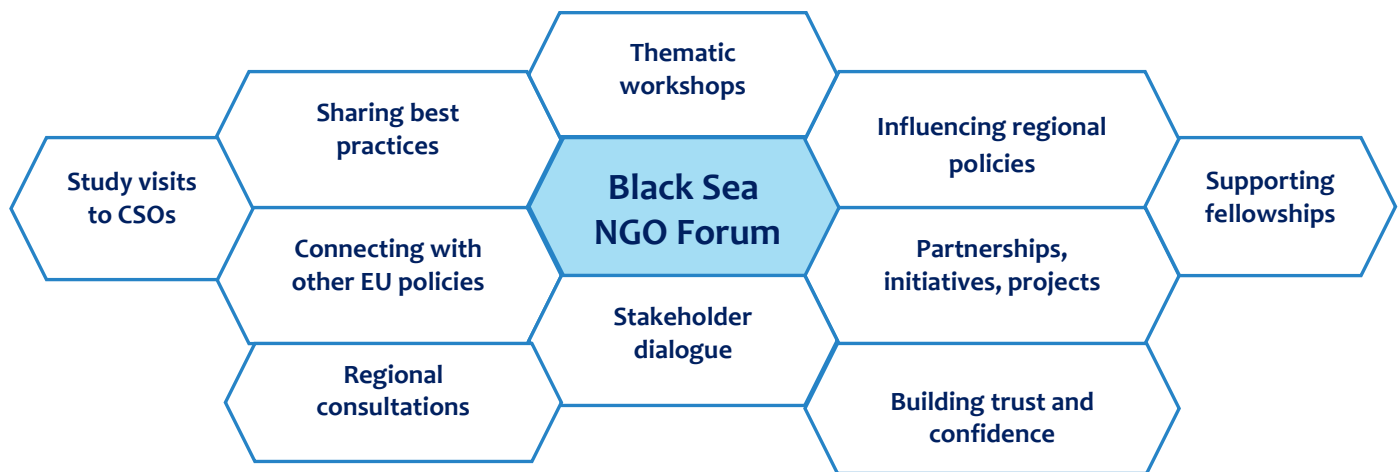 Thematic
workshops
Sharing best
practices
Influencing regional
policies
Study visits
to CSOs
Black Sea
NGO Forum
Supporting
fellowships
Connecting with
other EU policies
Partnerships,
initiatives, projects
Stakeholder
dialogue
Regional
consultations
Building trust and
confidence